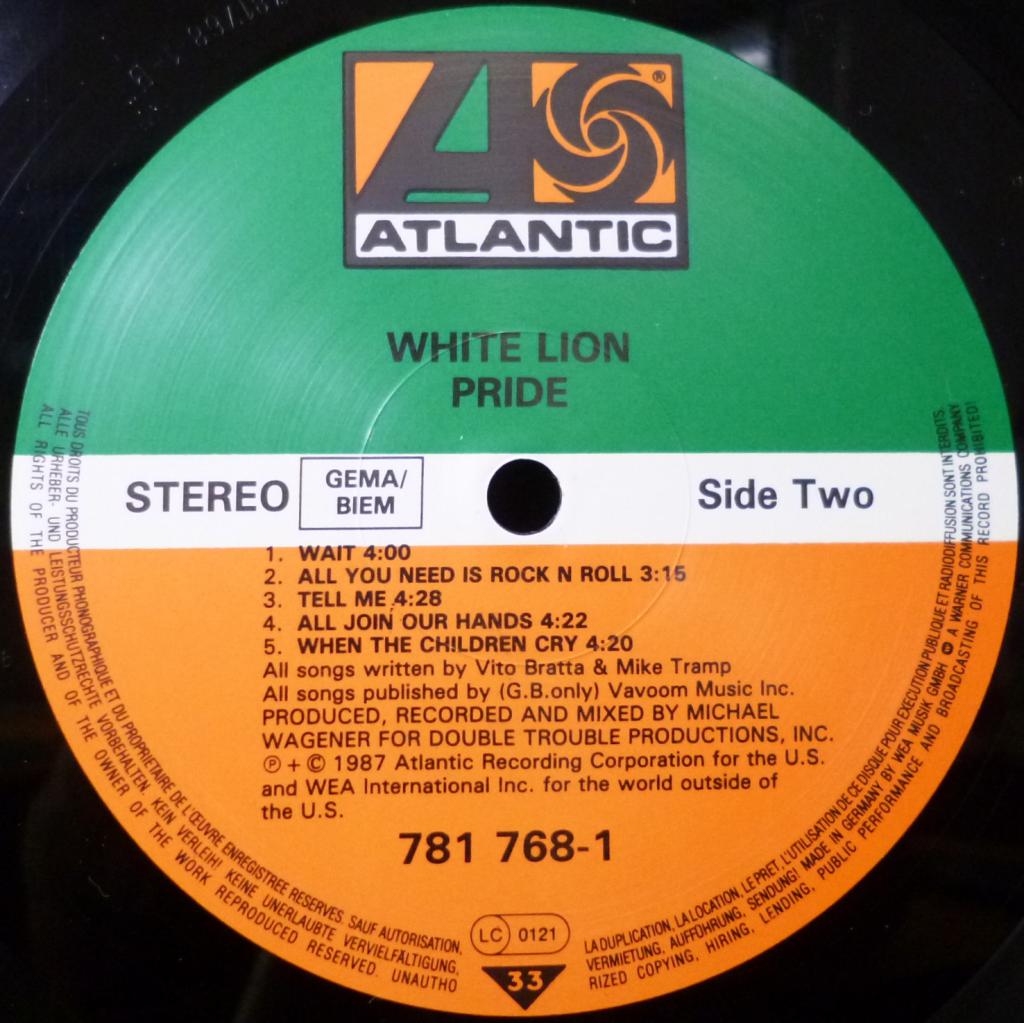 ATLANTIC
®
WHITE LION
PRIDE
STEREO
GEMA/
BIEM
Side Two
1. WAIT 4:00
2. ALL YOU NEED IS ROCK N ROLL 3:15
3. TELL ME 4:28
4. ALL JOIN OUR HANDS 4:22
5. WHEN THE CHILDREN CRY 4:20
All songs written by Vito Bratta & Mike Tramp
All songs published by (G.B.only) Vavoom Music Inc.
PRODUCED, RECORDED AND MIXED BY MICHAEL
WAGENER FOR DOUBLE TROUBLE PRODUCTIONS, INC.
℗ + © 1987 Atlantic Recording Corporation for the U.S.
and WEA International Inc. for the world outside of
the U.S.
781 768-1
LC 0121
33
TOUS DROITS DU PRODUCTEUR PHONOGRAPHIQUE ET DU PROPRIETAIRE DE L'ŒUVRE ENREGISTREE RESERVES SAUF AUTORISATION,
LA DUPLICATION, LA LOCATION, LE PRET, L'UTILISATION DE CE DISQUE POUR EXECUTION PUBLIQUE ET RADIODIFFUSION SONT INTERDITS.
ALLE URHEBER- UND LEISTUNGSSCHUTZRECHTE VORBEHALTEN. KEIN VERLEIH! KEINE UNERLAUBTE VERVIELFÄLTIGUNG,
VERMIETUNG, AUFFÜHRUNG, SENDUNG! MADE IN GERMANY BY WEA MUSIK GMBH A WARNER COMMUNICATIONS COMPANY
ALL RIGHTS OF THE PRODUCER AND OF THE OWNER OF THE WORK REPRODUCED RESERVED. UNAUTHO
RIZED COPYING, HIRING, LENDING, PUBLIC PERFORMANCE AND BROADCASTING OF THIS RECORD PROHIBITED!